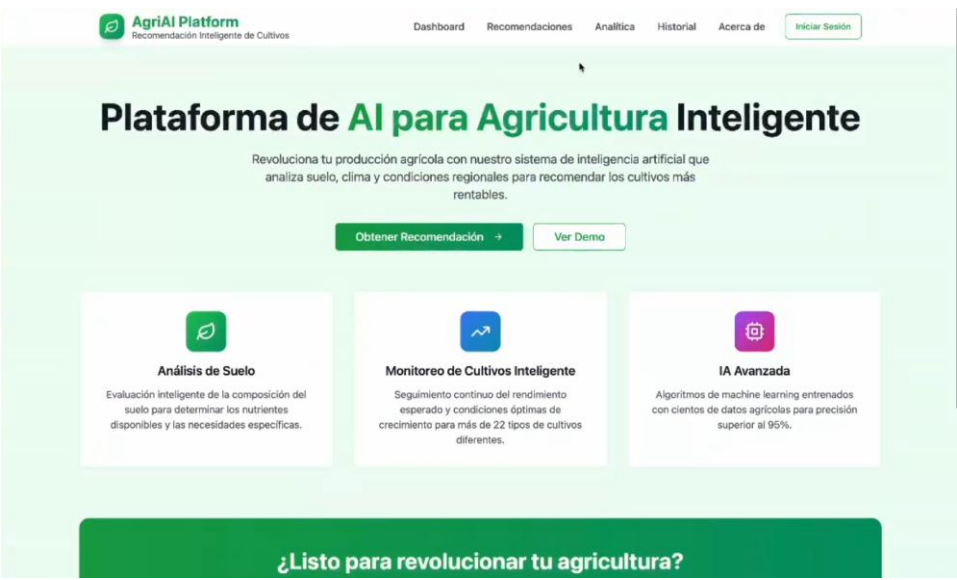 AgriAI Platform
Recomendación Inteligente de Cultivos
Dashboard Recomendaciones Analítica Historial Acerca de Iniciar Sesión
Plataforma de AI para Agricultura Inteligente
Revoluciona tu producción agrícola con nuestro sistema de inteligencia artificial que
analiza suelo, clima y condiciones regionales para recomendar los cultivos más
rentables.
Obtener Recomendación → Ver Demo
Análisis de Suelo
Evaluación inteligente de la composición del
suelo para determinar los nutrientes
disponibles y las necesidades específicas.
Monitoreo de Cultivos Inteligente
Seguimiento continuo del rendimiento
esperado y condiciones óptimas de
crecimiento para más de 22 tipos de cultivos
diferentes.
IA Avanzada
Algoritmos de machine learning entrenados
con cientos de datos agrícolas para precisión
superior al 95%.
¿Listo para revolucionar tu agricultura?